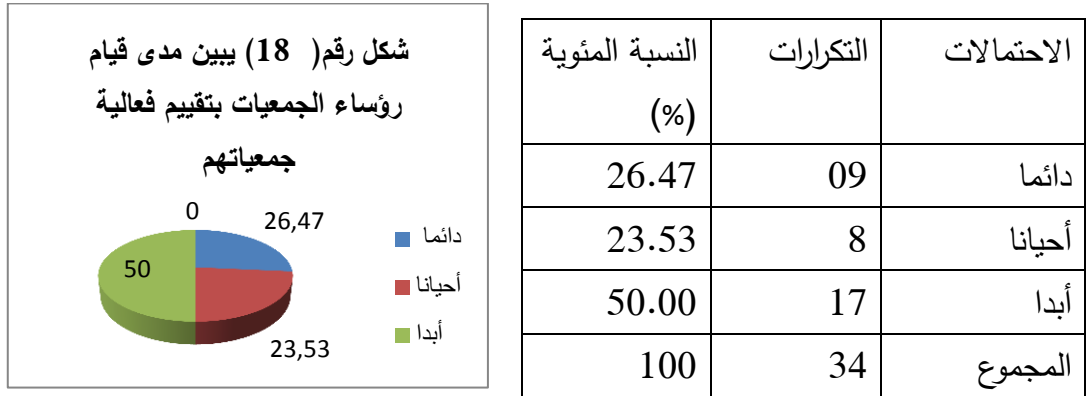 شكل رقم( 18) يبين مدى قيام
رؤساء الجمعيات بتقييم فعالية
جمعياتهم
0
26,47
50
23,53
دائما
أحيانا
أبدا
الاحتمالات التكرارات النسبة المئوية
(%)
دائما 09 26.47
أحيانا 8 23.53
أبدا 17 50.00
المجموع 34 100